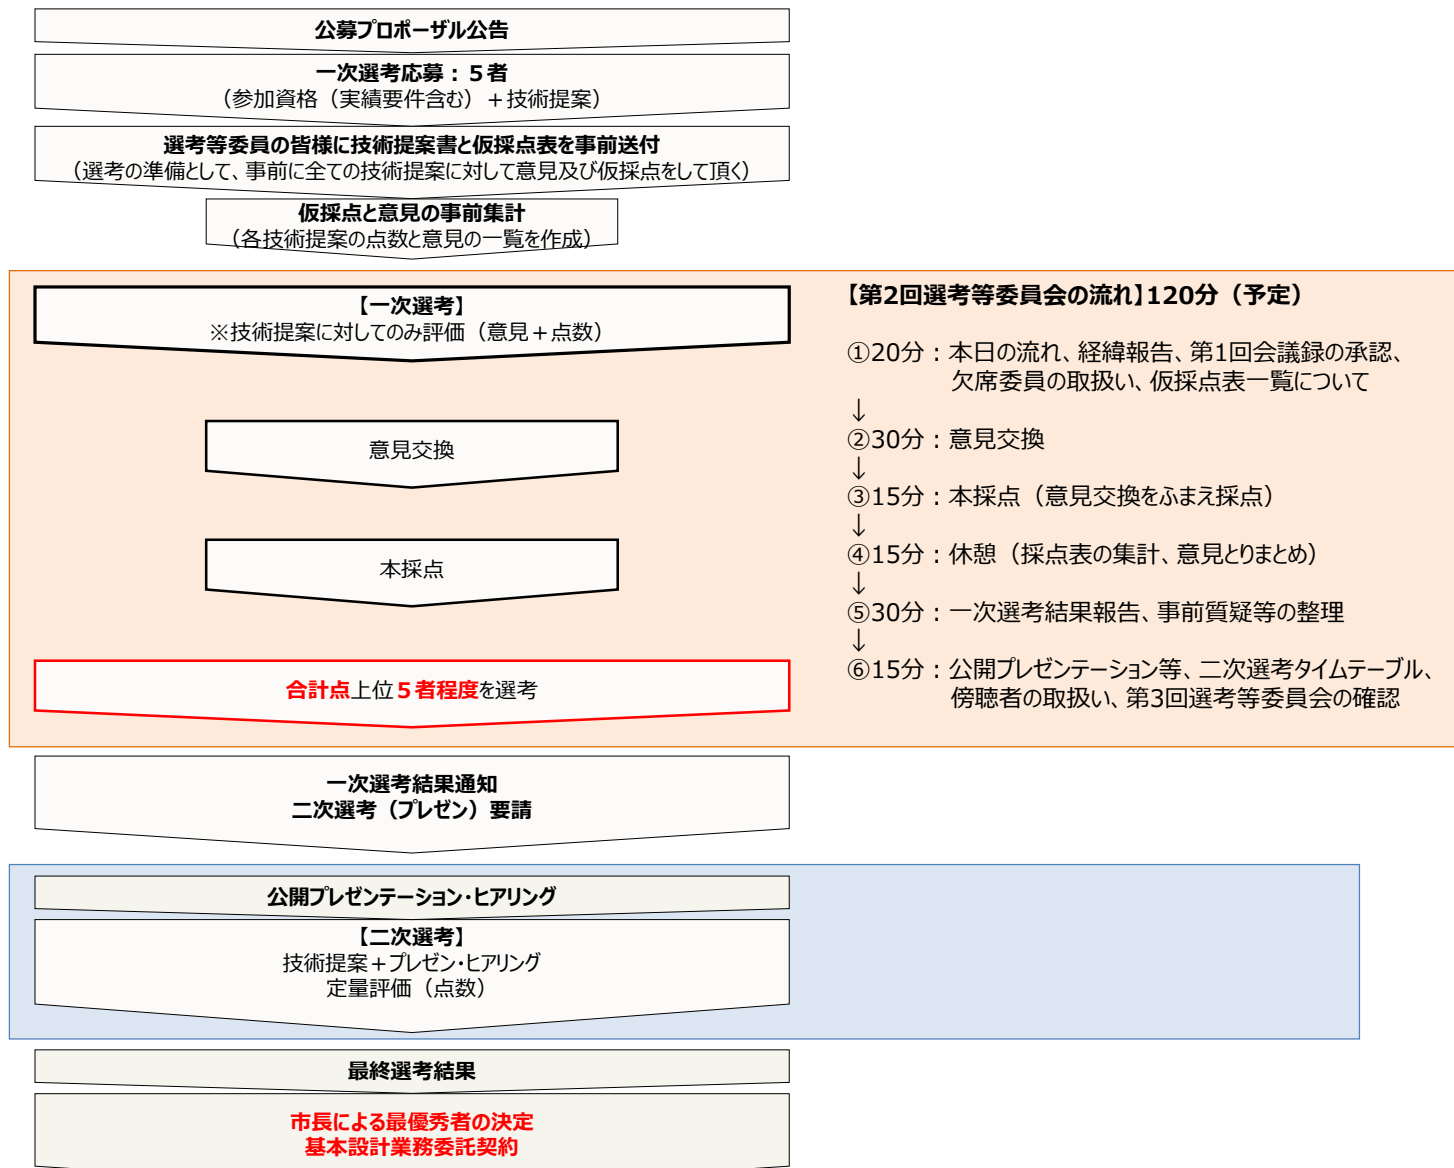 公募プロポーザル公告
一次選考応募：５者
（参加資格（実績要件含む）＋技術提案）
選考等委員の皆様に技術提案書と仮採点表を事前送付
（選考の準備として、事前に全ての技術提案に対して意見及び仮採点をして頂く）
仮採点と意見の事前集計
（各技術提案の点数と意見の一覧を作成）
【一次選考】
※技術提案に対してのみ評価（意見＋点数）
意見交換
本採点
合計点上位５者程度を選考
【第2回選考等委員会の流れ】120分（予定）
①20分：本日の流れ、経緯報告、第1回会議録の承認、
欠席委員の取扱い、仮採点表一覧について
↓
②30分：意見交換
↓
③15分：本採点（意見交換をふまえ採点）
↓
④15分：休憩（採点表の集計、意見とりまとめ）
↓
⑤30分：一次選考結果報告、事前質疑等の整理
↓
⑥15分：公開プレゼンテーション等、二次選考タイムテーブル、
傍聴者の取扱い、第3回選考等委員会の確認
一次選考結果通知
二次選考（プレゼン）要請
公開プレゼンテーション・ヒアリング
【二次選考】
技術提案＋プレゼン・ヒアリング
定量評価（点数）
最終選考結果
市長による最優秀者の決定
基本設計業務委託契約